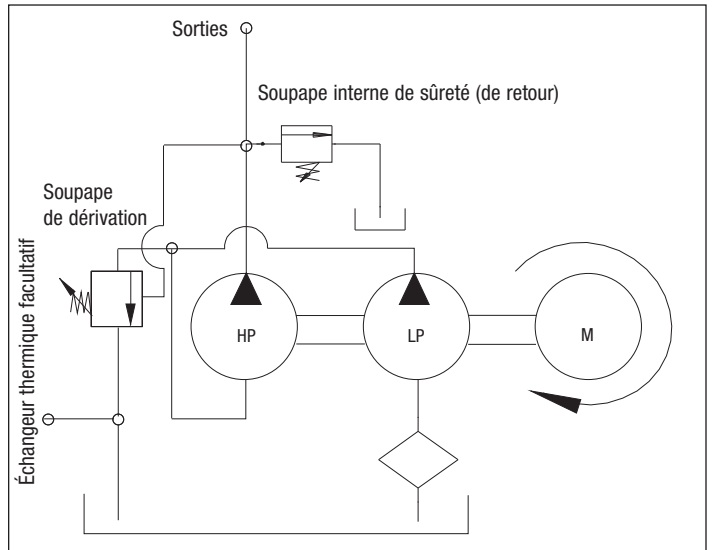 Sorties
Soupape interne de sûreté (de retour)
Soupape
de dérivation
Échangeur thermique facultatif
HP
LP
M